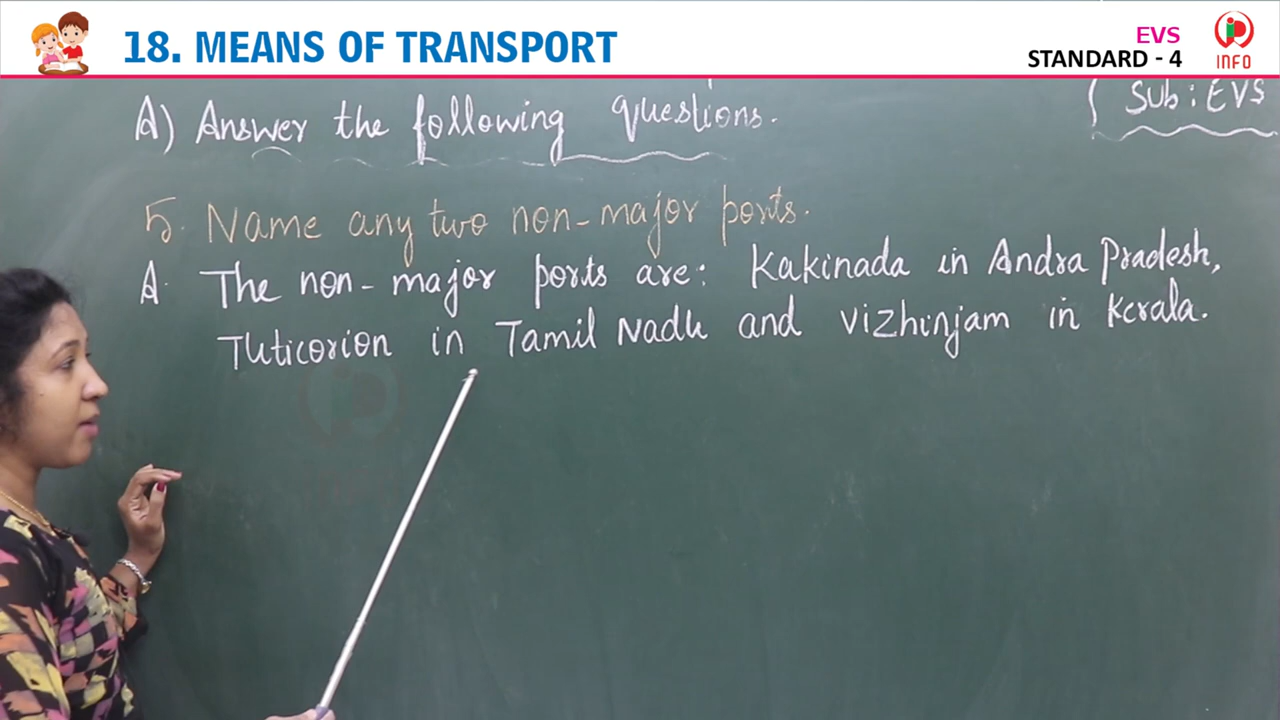 18. MEANS OF TRANSPORT
EVS
STANDARD - 4
INFO
Sub: EVS
A) Answer the following questions.
5. Name any two non-major ports.
A. The non-major ports are: Kakinada in Andra Pradesh,
Tuticorion in Tamil Nadu and Vizhinjam in Kerala.
INFO